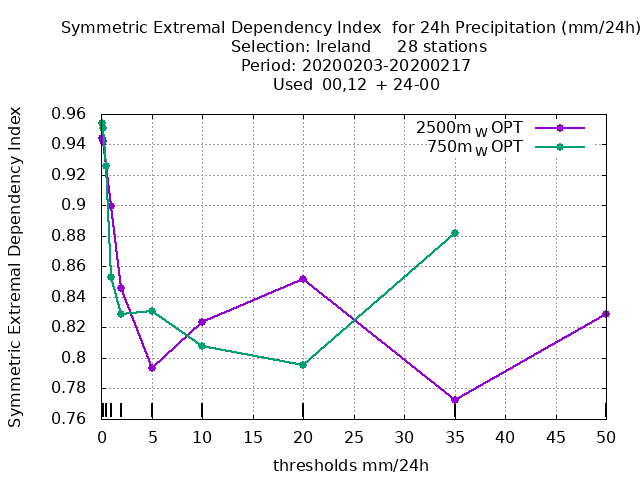 Symmetric Extremal Dependency Index for 24h Precipitation (mm/24h)
Selection: Ireland 28 stations
Period: 20200203-20200217
Used 00,12 + 24-00
Symmetric Extremal Dependency Index
2500m W OPT
750m W OPT
0.96
0.94
0.92
0.9
0.88
0.86
0.84
0.82
0.8
0.78
0.76
0 5 10 15 20 25 30 35 40 45 50
thresholds mm/24h